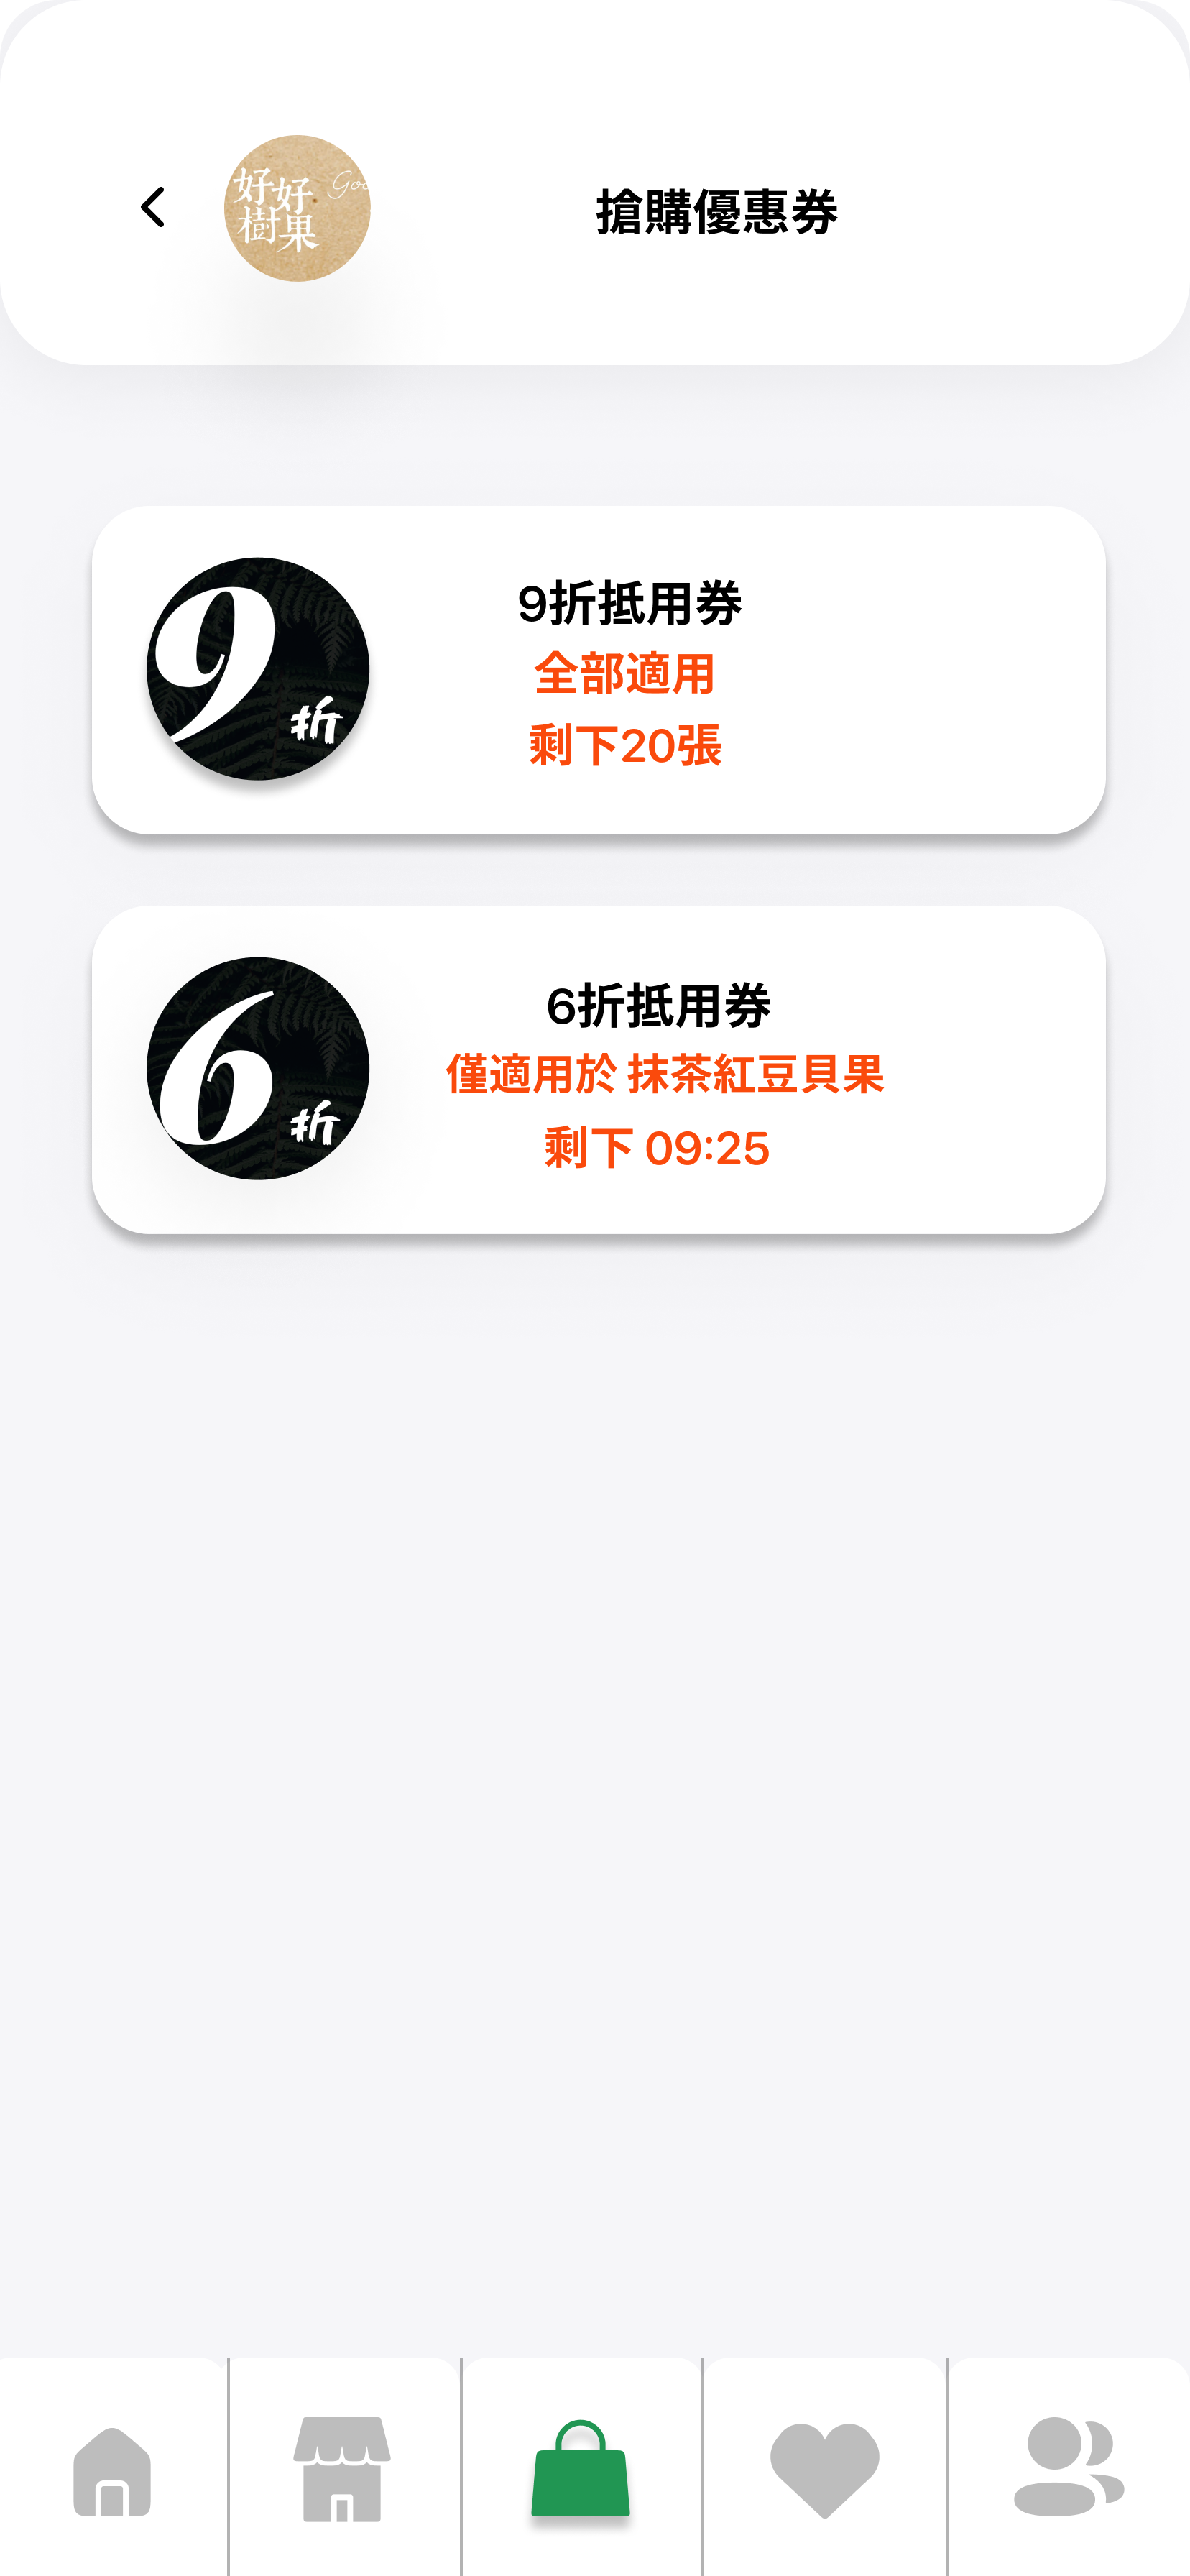 好好
樹果
搶購優惠券
9折
9折抵用券
全部適用
剩下20張
6折
6折抵用券
僅適用於 抹茶紅豆貝果
剩下 09:25